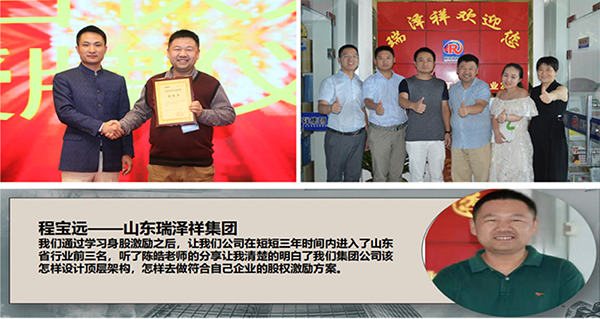 瑞泽祥欢迎您
R
程宝远——山东瑞泽祥集团
我们通过学习身股激励之后，让我们公司在短短三年时间内进入了山东
省行业前三名，听了陈皓老师的分享让我清楚的明白了我们集团公司该
怎样设计顶层架构，怎样去做符合自己企业的股权激励方案。